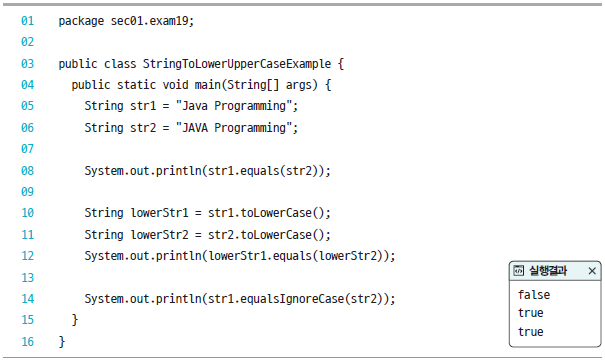 01 package sec01.exam19;
02
03 public class StringToLowerUpperCaseExample {
04   public static void main(String[] args) {
05     String str1 = "Java Programming";
06     String str2 = "JAVA Programming";
07
08     System.out.println(str1.equals(str2));
09
10     String lowerStr1 = str1.toLowerCase();
11     String lowerStr2 = str2.toLowerCase();
12     System.out.println(lowerStr1.equals(lowerStr2));
13
14     System.out.println(str1.equalsIgnoreCase(str2));
15   }
16 }
실행결과
false
true
true